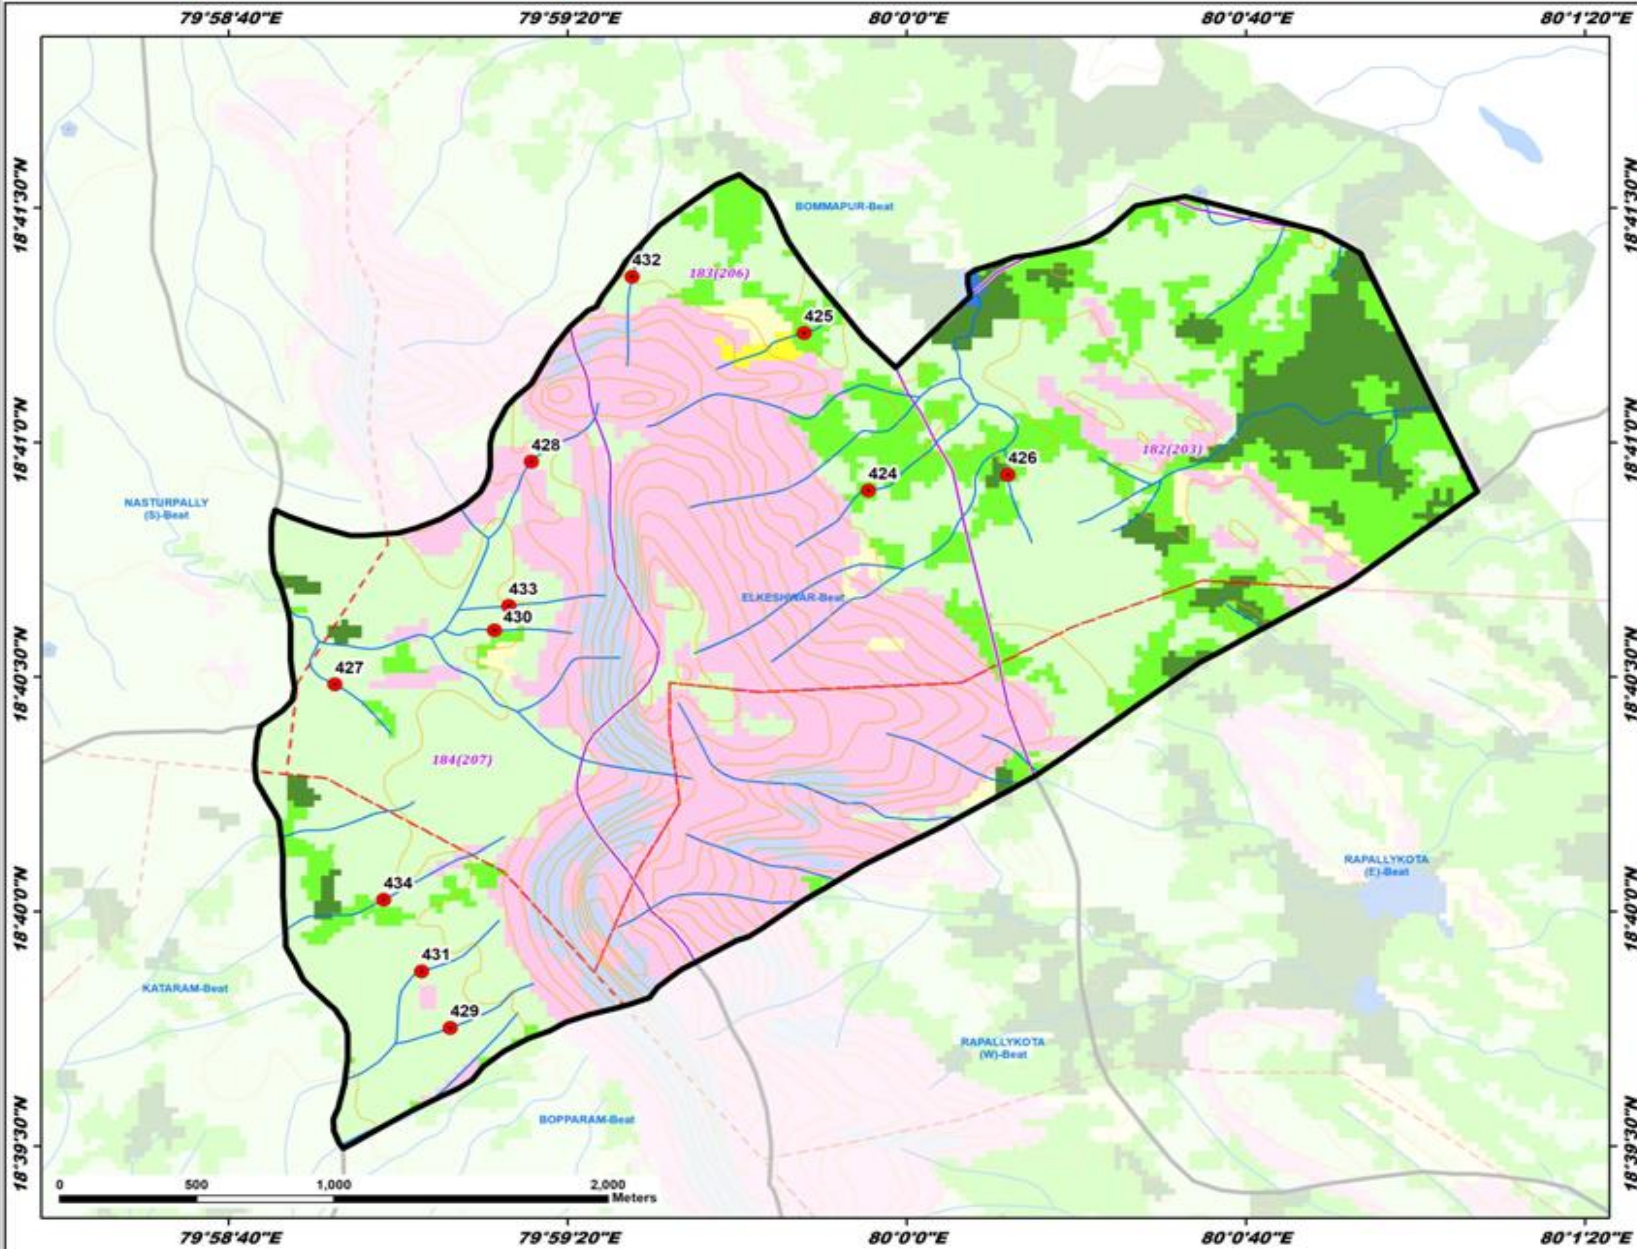 79°58'40"E 79°59'20"E 80°0'0"E 80°0'40"E 80°1'20"E
18°41'30"N 18°41'30"N
BOMMAPUR-Beat
432
183(206)
425
18°41'0"N 18°41'0"N
428
182(203)
426
424
NASTURPALLY
(S)-Beat
433
ELKESHWAR-Beat
430
18°40'30"N 18°40'30"N
427
184(207)
RAPALLYKOTA
(E)-Beat
434
18°40'0"N 18°40'0"N
431
KATARAM-Beat
429
RAPALLYKOTA
(W)-Beat
BOPPARAM-Beat
18°39'30"N 18°39'30"N
0 500 1,000 2,000
Meters
79°58'40"E 79°59'20"E 80°0'0"E 80°0'40"E 80°1'20"E